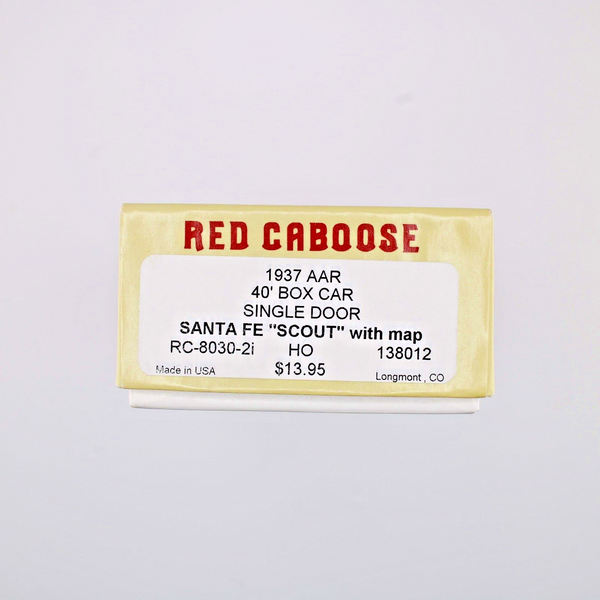 RED CABOOSE
1937 AAR
40' BOX CAR
SINGLE DOOR
SANTA FE "SCOUT" with map
RC-8030-2i HO 138012
Made in USA $13.95 Longmont , CO